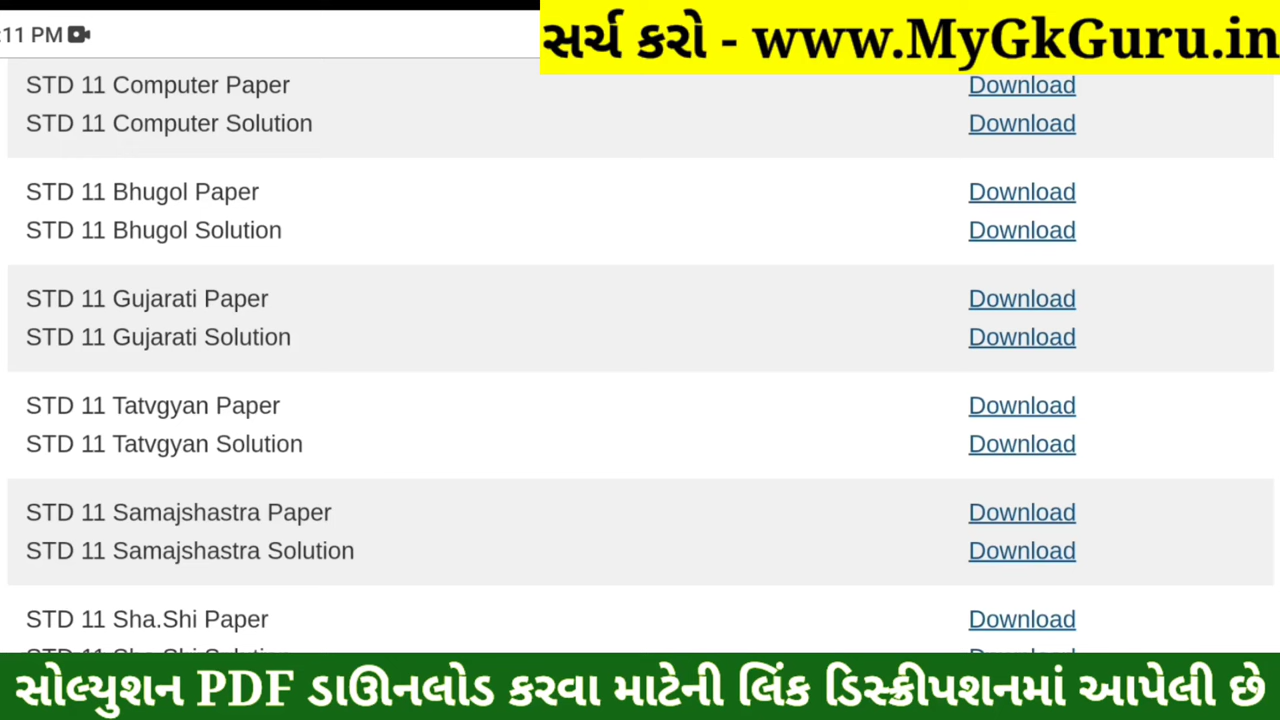 :11 PM
સર્ચ કરો - www.MyGkGuru.in
STD 11 Computer Paper Download
STD 11 Computer Solution Download
STD 11 Bhugol Paper Download
STD 11 Bhugol Solution Download
STD 11 Gujarati Paper Download
STD 11 Gujarati Solution Download
STD 11 Tatvgyan Paper Download
STD 11 Tatvgyan Solution Download
STD 11 Samajshastra Paper Download
STD 11 Samajshastra Solution Download
STD 11 Sha.Shi Paper Download
સોલ્યુશન PDF ડાઊનલોડ કરવા માટેની લિંક ડિસ્ક્રીપશનમાં આપેલી છે